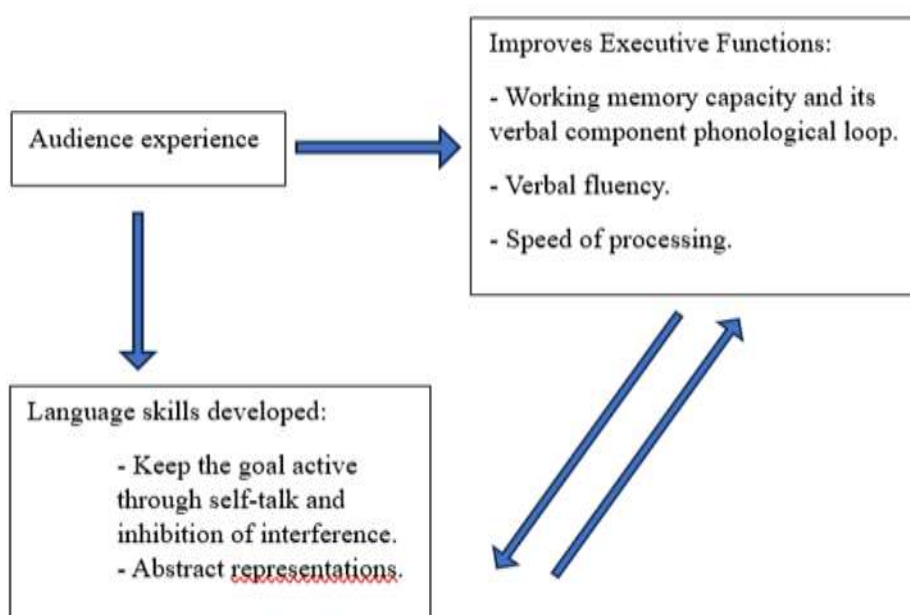 Audience experience
Improves Executive Functions:
- Working memory capacity and its
verbal component phonological loop.
- Verbal fluency.
- Speed of processing.
Language skills developed:
- Keep the goal active
through self-talk and
inhibition of interference.
- Abstract representations.